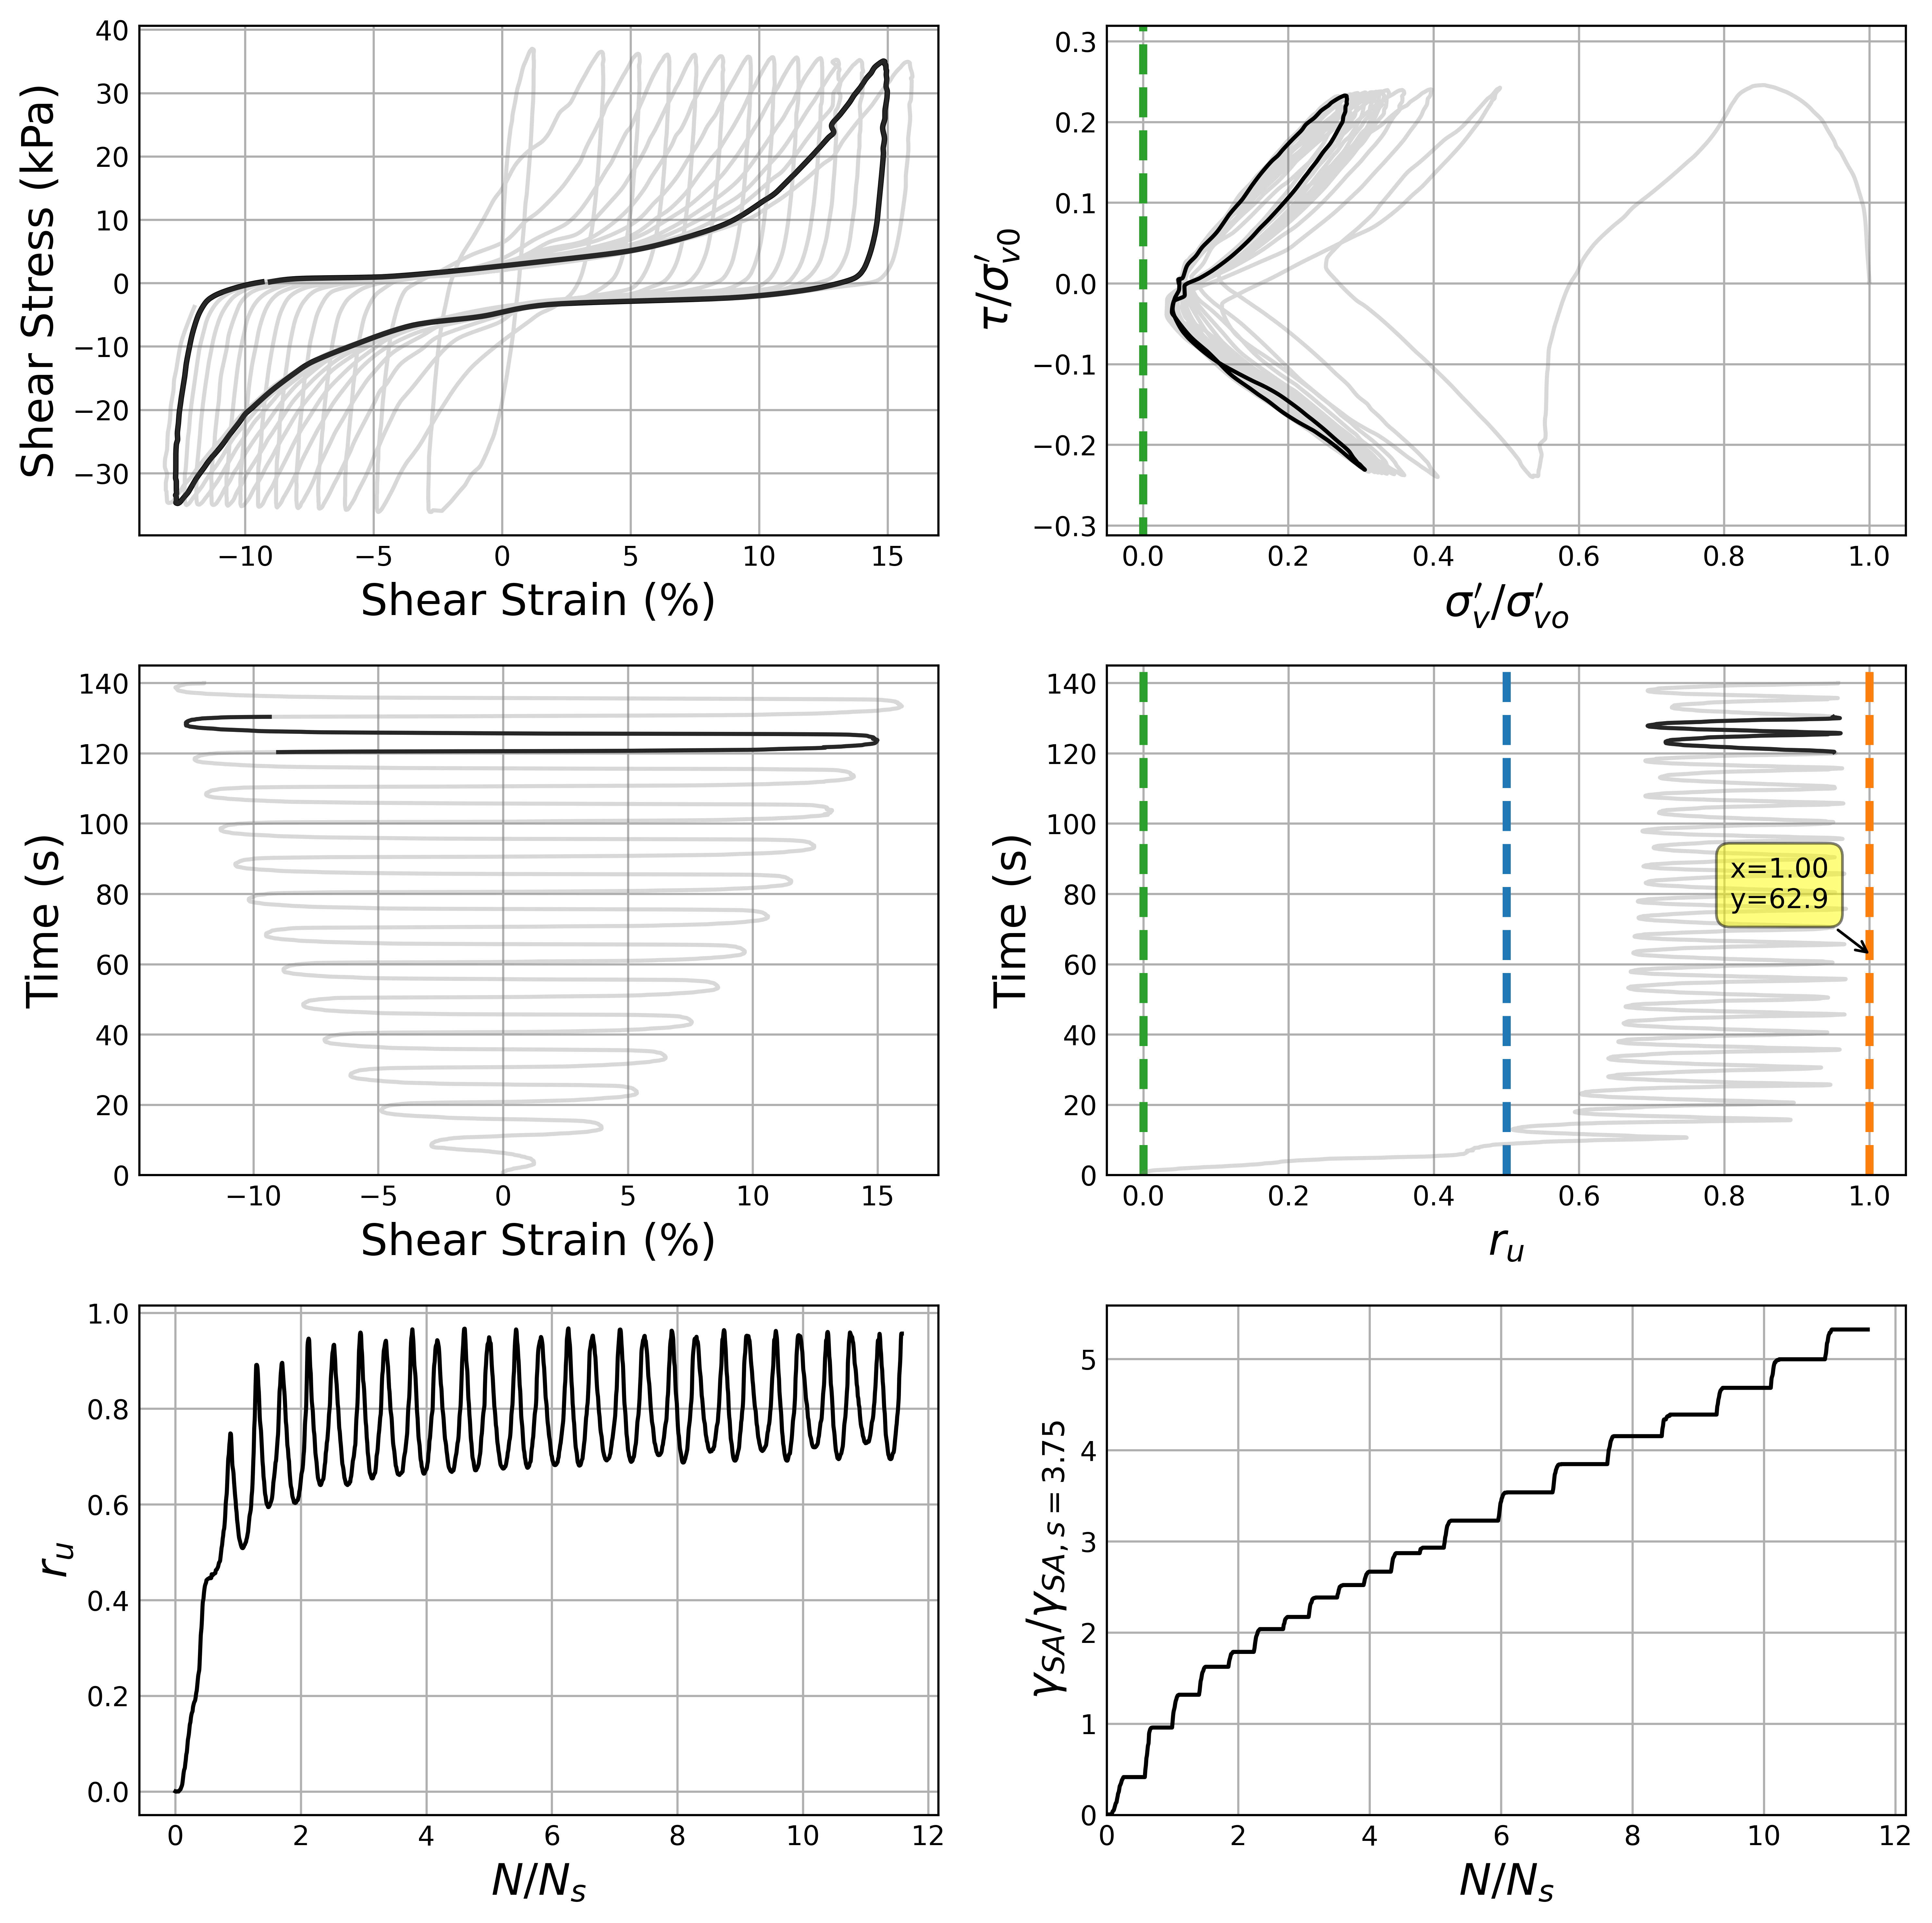 40
30
20
10
0
−10
−20
−30
Shear Stress (kPa)
−10 −5 0 5 10 15
Shear Strain (%)
0.3
0.2
0.1
0.0
−0.1
−0.2
−0.3
τ/σ′v0
0.0 0.2 0.4 0.6 0.8 1.0
σ′v/σ′vo
140
120
100
80
60
40
20
0
Time (s)
−10 −5 0 5 10 15
Shear Strain (%)
140
120
100
80
60
40
20
0
Time (s)
x=1.00
y=62.9
0.0 0.2 0.4 0.6 0.8 1.0
ru
1.0
0.8
0.6
0.4
0.2
0.0
ru
0 2 4 6 8 10 12
N/Ns
5
4
3
2
1
0
γSA/γSA, s = 3.75
0 2 4 6 8 10 12
N/Ns